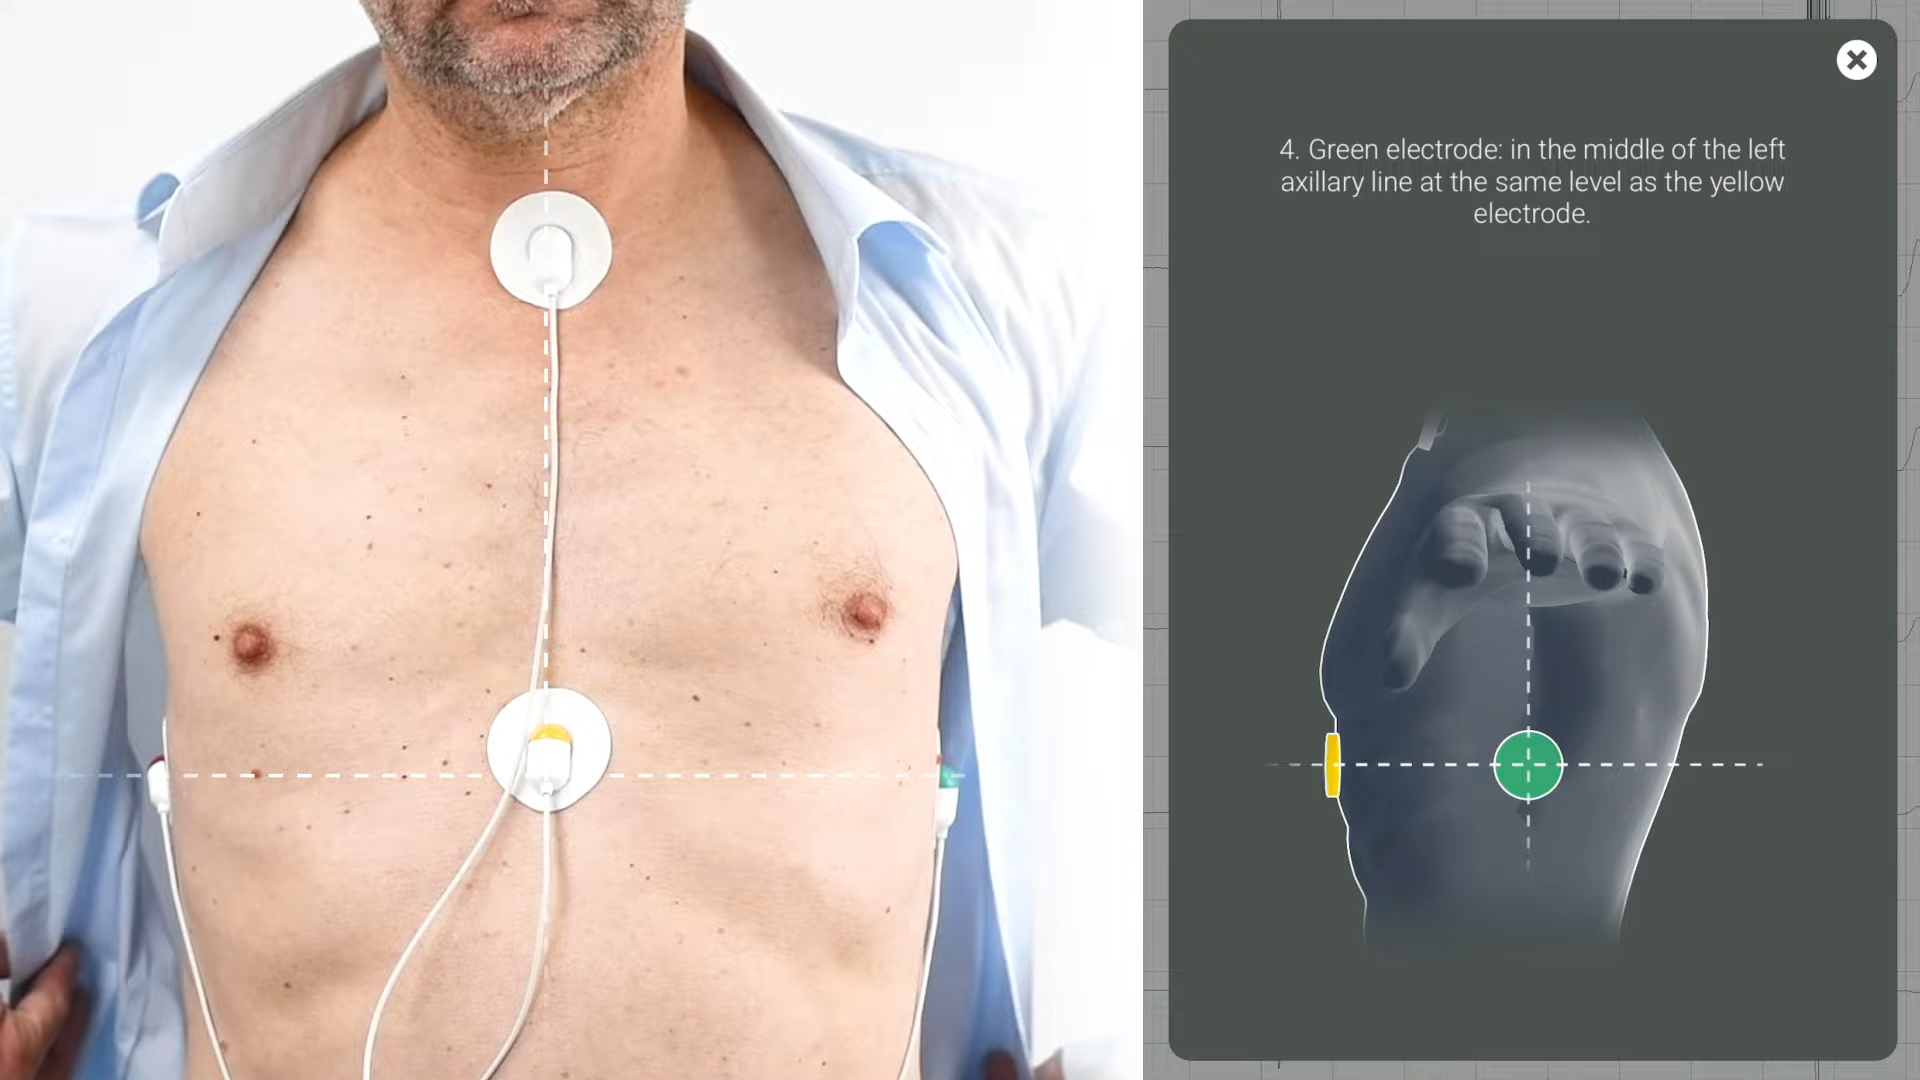 4. Green electrode: in the middle of the left
axillary line at the same level as the yellow
electrode.